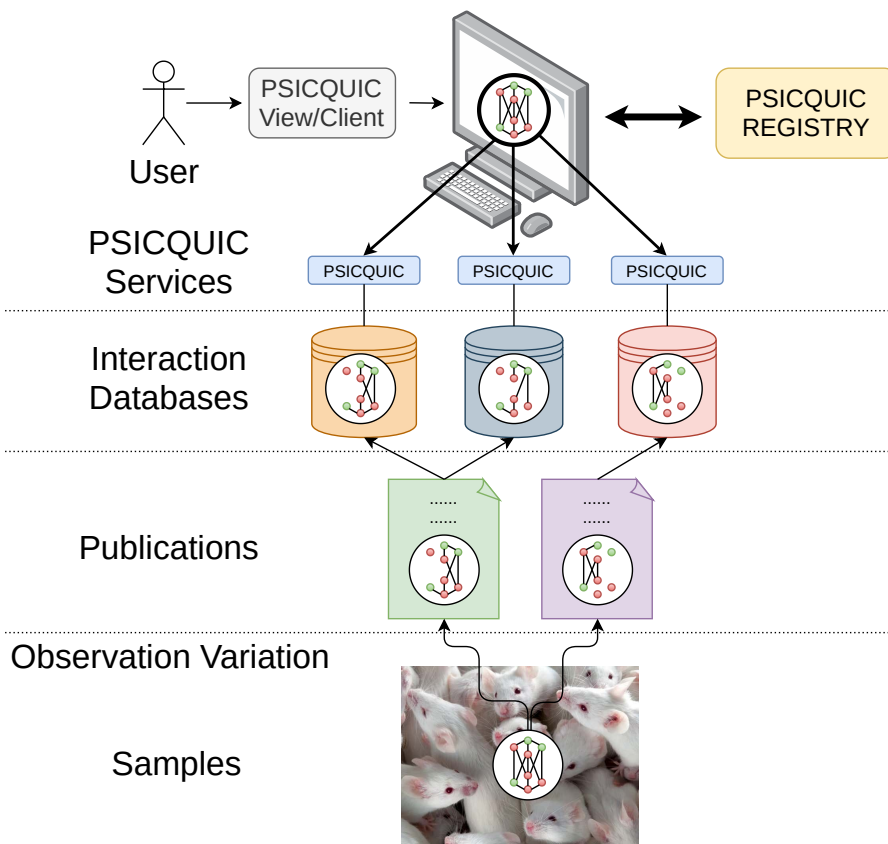 PSICQUIC
View/Client
PSICQUIC
REGISTRY
User
PSICQUIC
Services
PSICQUIC
PSICQUIC
PSICQUIC
Interaction
Databases
......
......
......
......
Publications
Observation Variation
Samples